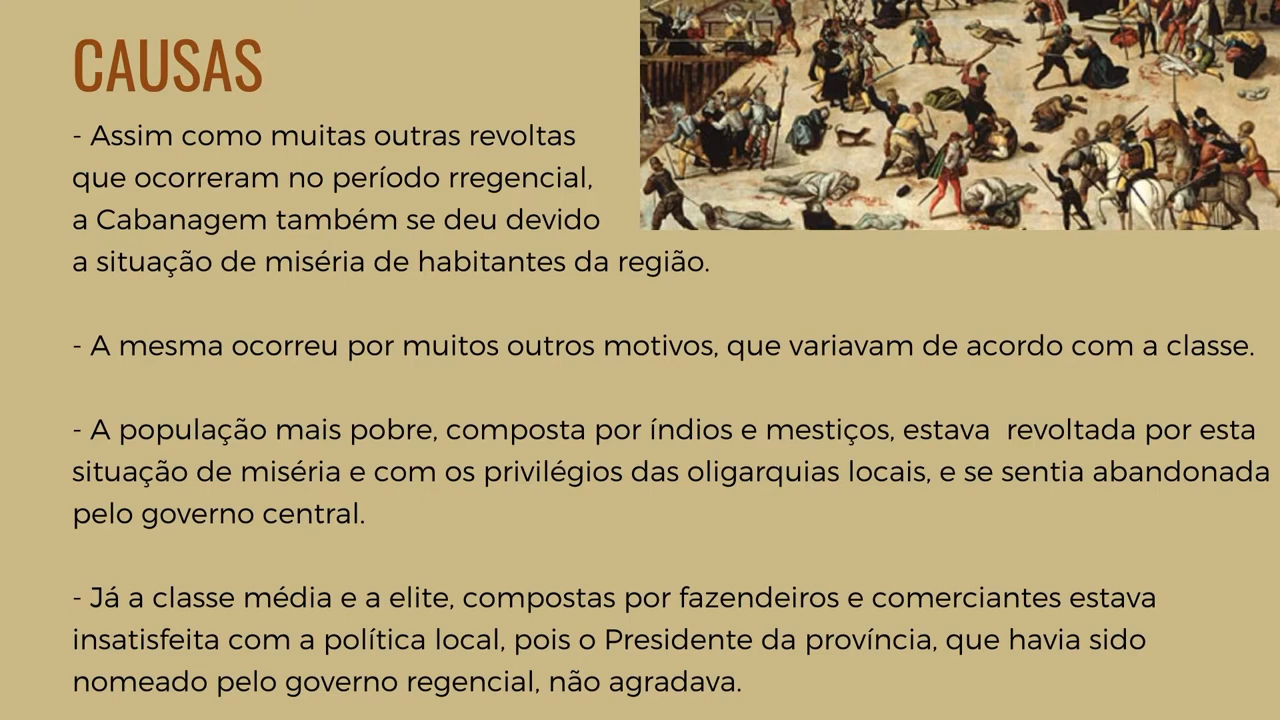 CAUSAS
- Assim como muitas outras revoltas
que ocorreram no período rregencial,
a Cabanagem também se deu devido
a situação de miséria de habitantes da região.
- A mesma ocorreu por muitos outros motivos, que variavam de acordo com a classe.
- A população mais pobre, composta por índios e mestiços, estava  revoltada por esta
situação de miséria e com os privilégios das oligarquias locais, e se sentia abandonada
pelo governo central.
- Já a classe média e a elite, compostas por fazendeiros e comerciantes estava
insatisfeita com a política local, pois o Presidente da província, que havia sido
nomeado pelo governo regencial, não agradava.